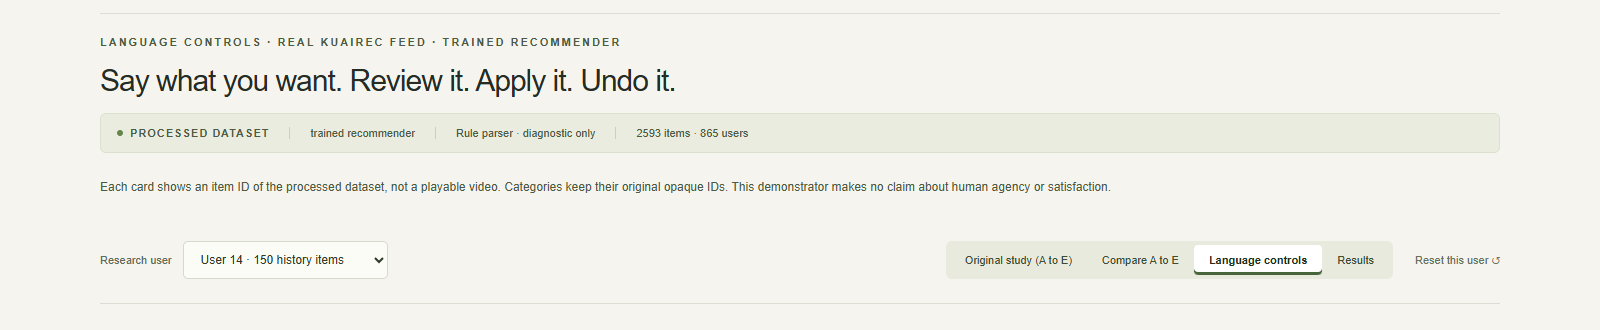 LANGUAGE CONTROLS · REAL KUAIREC FEED · TRAINED RECOMMENDER
Say what you want. Review it. Apply it. Undo it.
PROCESSED DATASET
trained recommender
Rule parser · diagnostic only
2593 items · 865 users
Each card shows an item ID of the processed dataset, not a playable video. Categories keep their original opaque IDs. This demonstrator makes no claim about human agency or satisfaction.
Research user
User 14 · 150 history items
Original study (A to E)
Compare A to E
Language controls
Results
Reset this user ↺